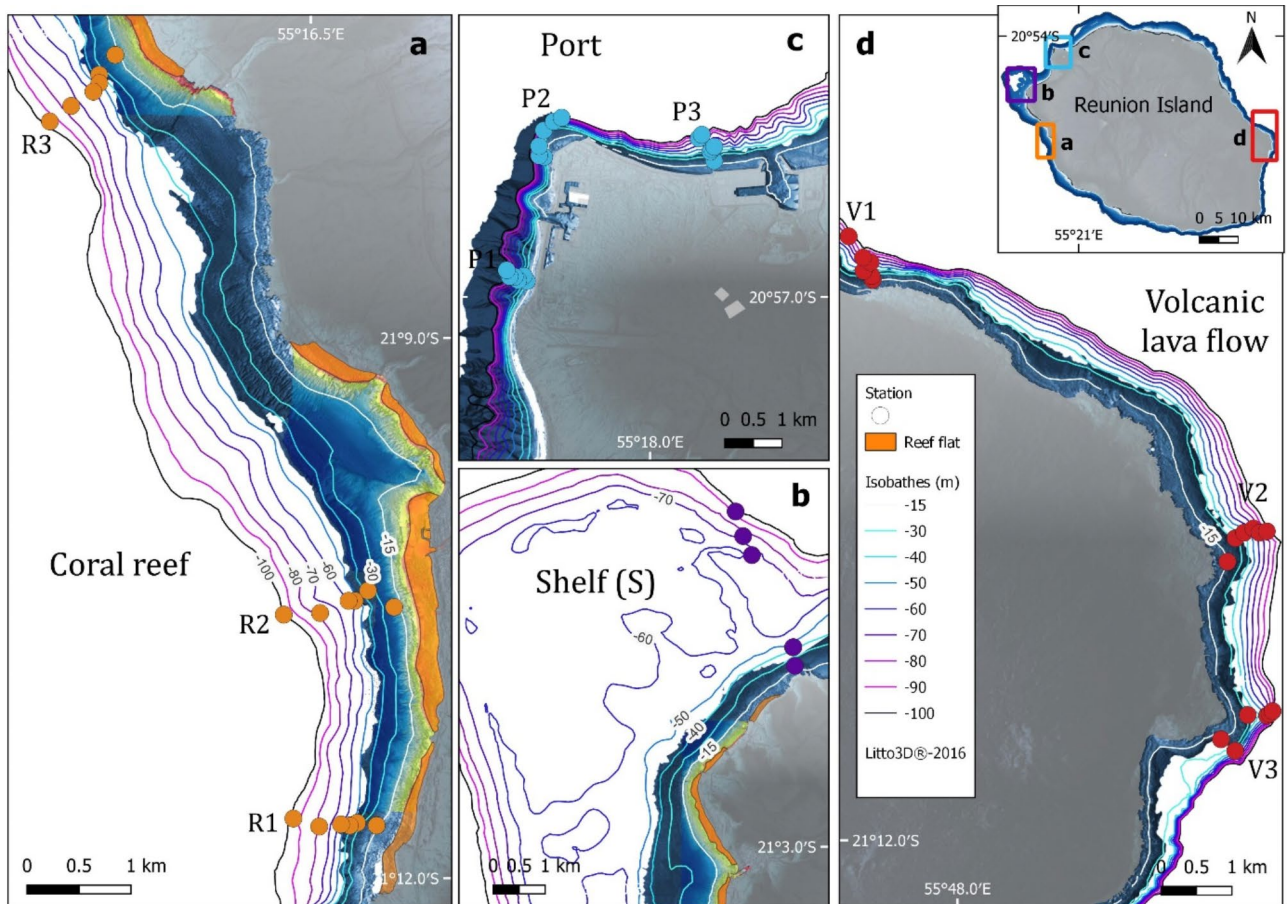 a
55°16.5'E
R3
21°9.0'S
Coral reef
-15
-30
-60
-70
-80
-100
R2
R1
0 0.5 1 km
21°12.0'S
c
Port
P2
P3
P1
20°57.0'S
0 0.5 1 km
55°18.0'E
b
-70
Shelf (S)
-60
-50
-40
-15
21°3.0'S
0 0.5 1 km
d
V1
Volcanic
lava flow
Station
Reef flat
Isobathes (m)
-15
-30
-40
-50
-60
-70
-80
-90
-100
Litto3D®-2016
-15
V2
V3
21°12.0'S
55°48.0'E
0 0.5 1 km
N
20°54'S
c
b
Reunion Island
a
d
0 5 10 km
55°21'E